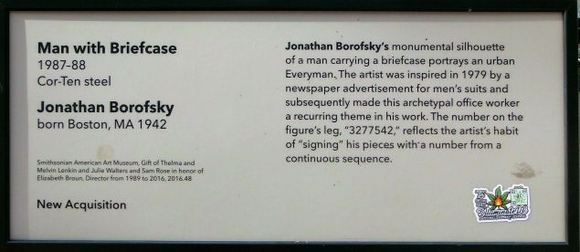 Man with Briefcase
1987–88
Cor-Ten steel
Jonathan Borofsky
born Boston, MA 1942
Smithsonian American Art Museum, Gift of Thelma and
Melvin Lenkin and Julie Walters and Sam Rose in honor of
Elizabeth Broun, Director from 1989 to 2016, 2016.48
New Acquisition
Jonathan Borofsky's monumental silhouette
of a man carrying a briefcase portrays an urban
Everyman. The artist was inspired in 1979 by a
newspaper advertisement for men's suits and
subsequently made this archetypal office worker
a recurring theme in his work. The number on the
figure's leg, "3277542," reflects the artist's habit
of "signing" his pieces with a number from a
continuous sequence.